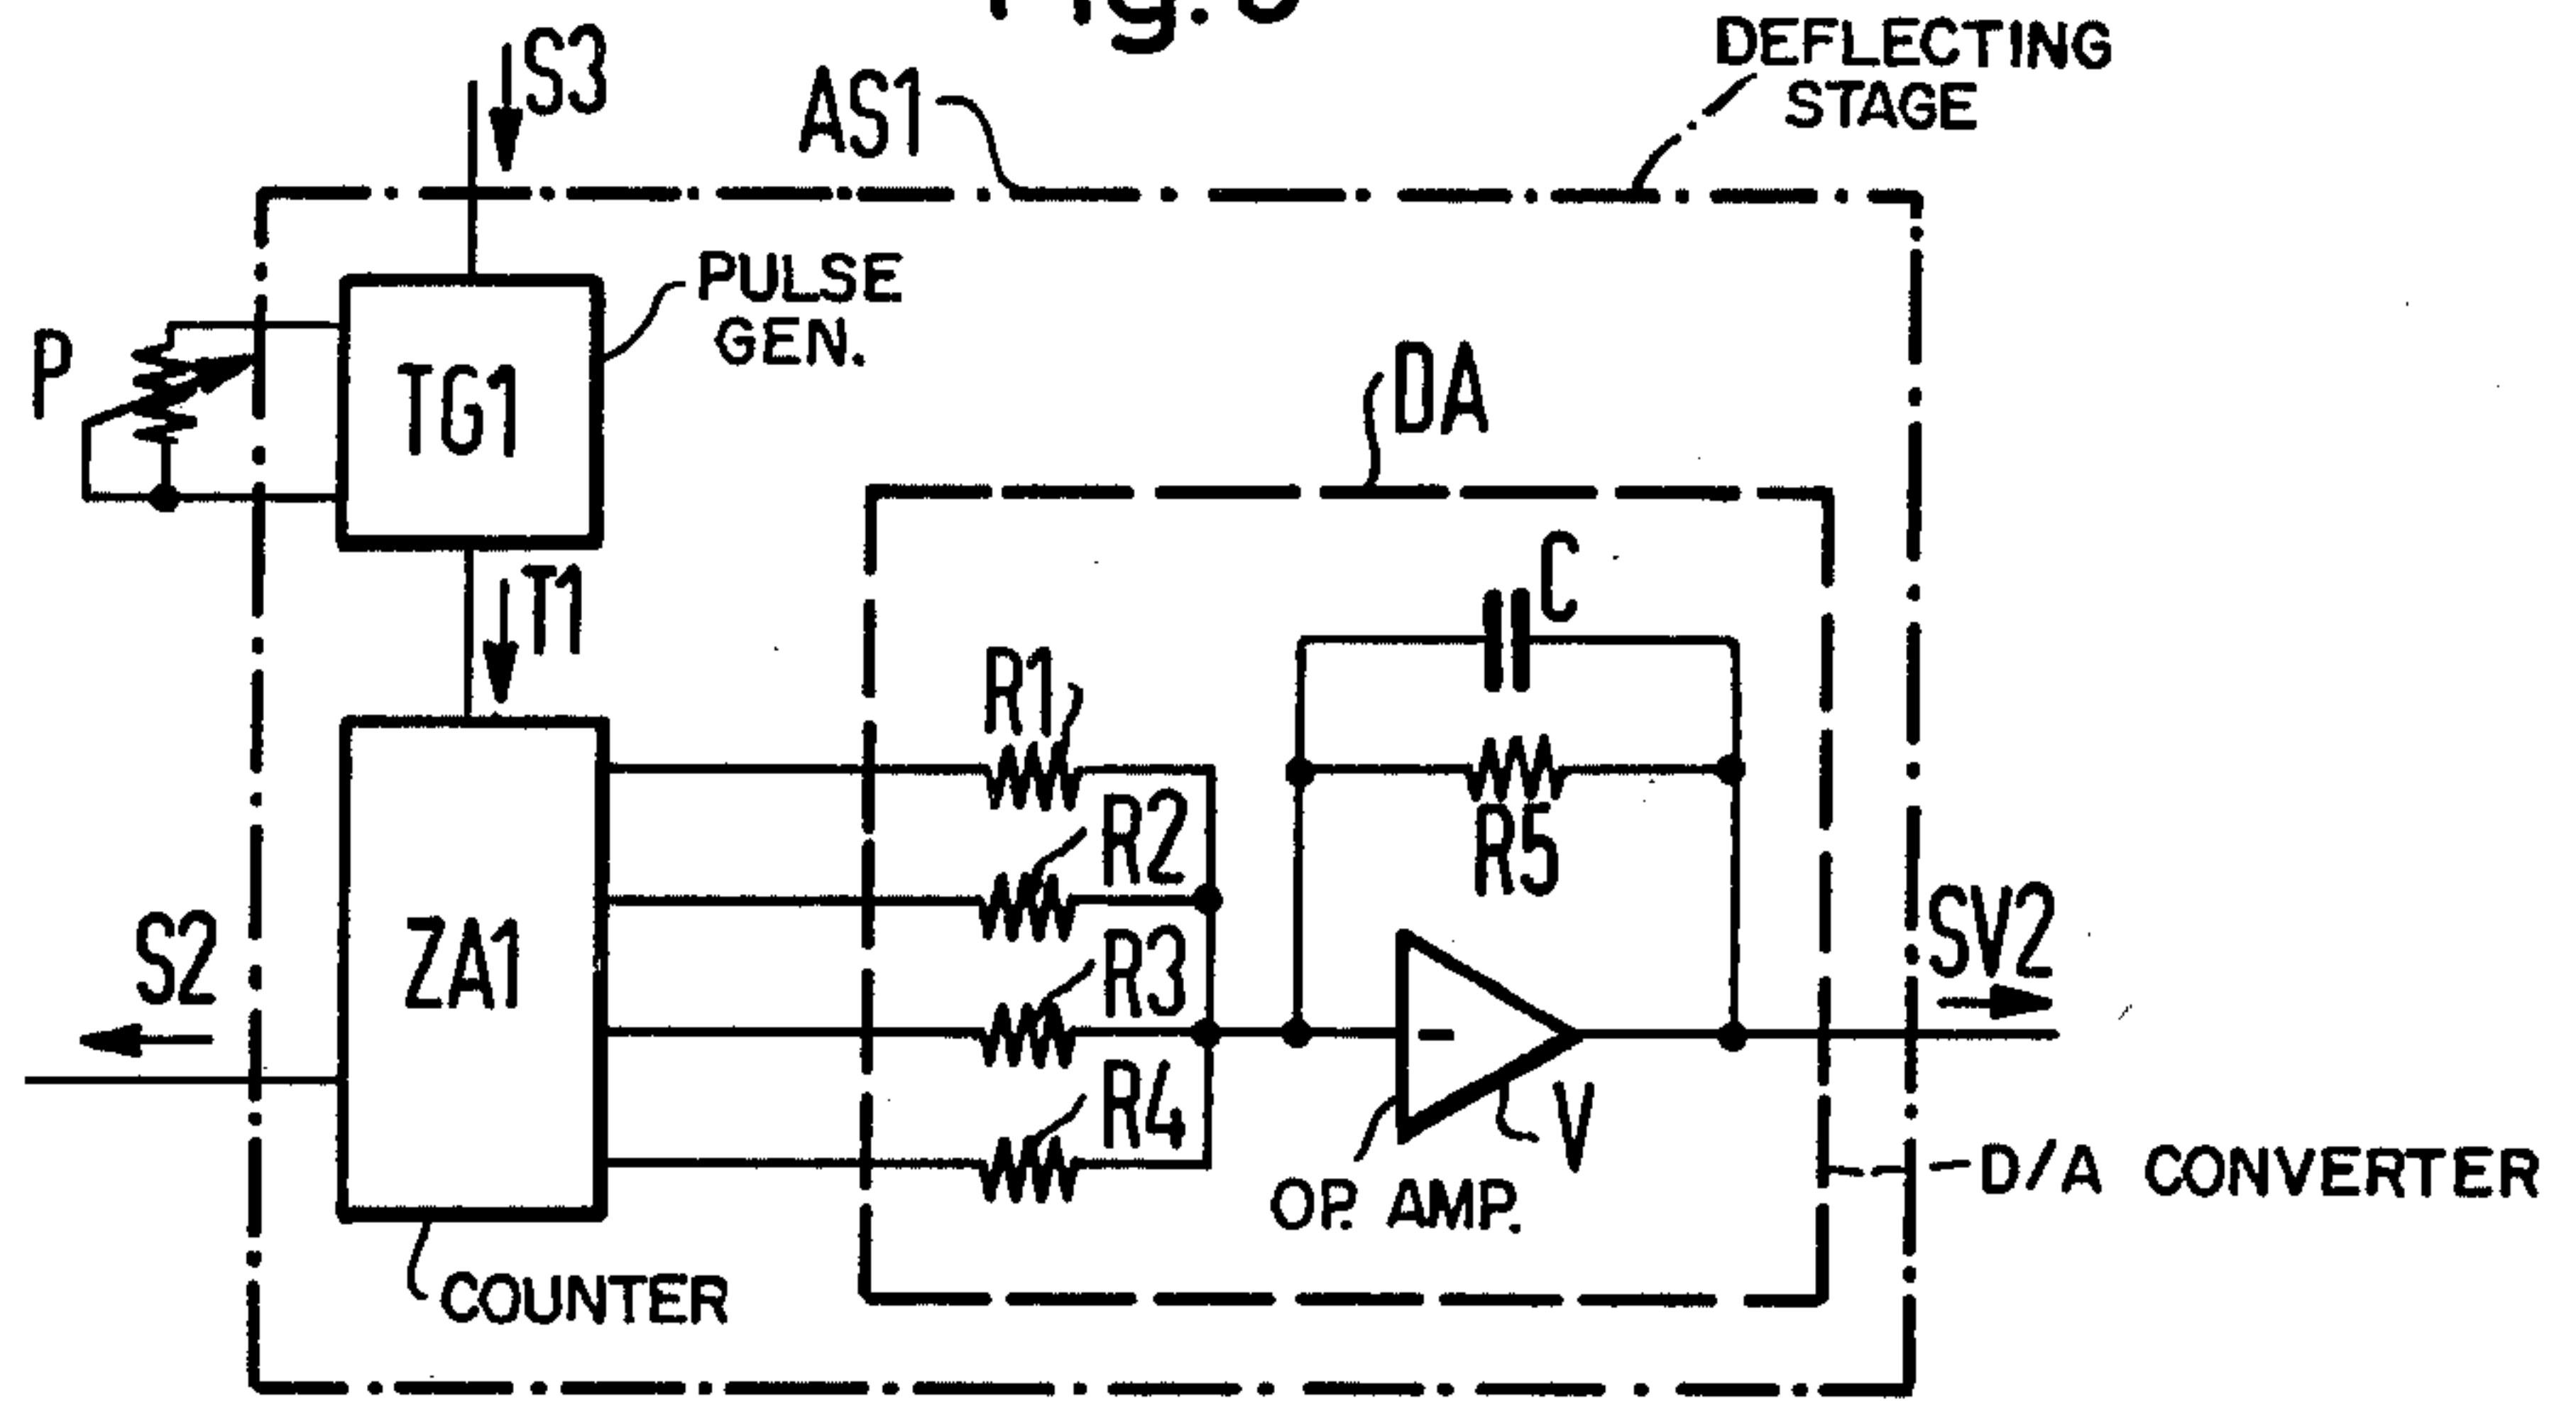 S3
AS1
DEFLECTING
STAGE
PULSE
GEN.
P
TG1
DA
T1
C
R1
R2
R5
S2
ZA1
R3
SV2
R4
V
OP. AMP.
D/A CONVERTER
COUNTER